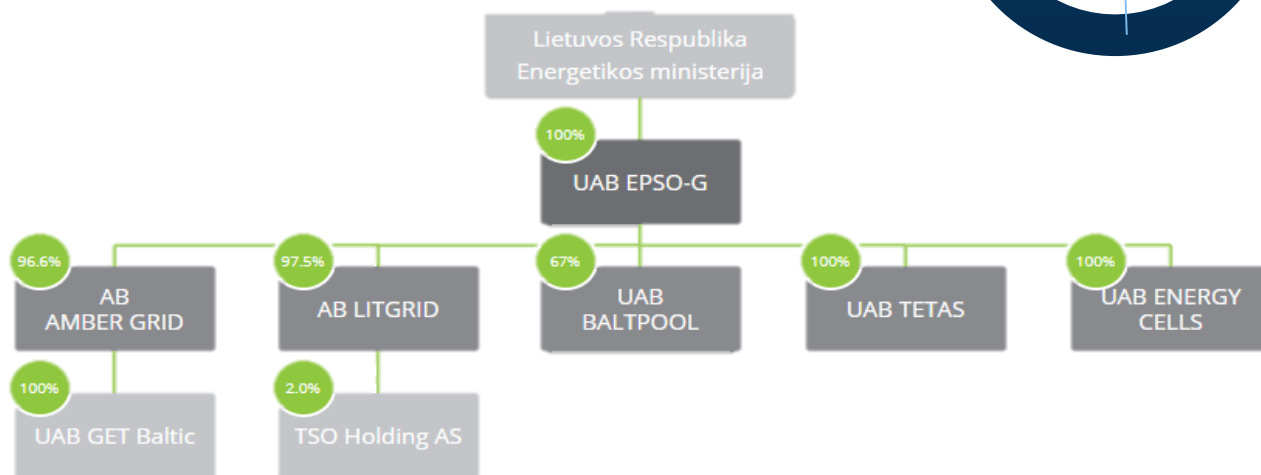 Lietuvos Respublika
Energetikos ministerija
100%
UAB EPSO-G
96.6%
AB
AMBER GRID
97.5%
AB LITGRID
67%
UAB
BALTPOOL
100%
UAB TETAS
100%
UAB ENERGY
CELLS
100%
UAB GET Baltic
2.0%
TSO Holding AS